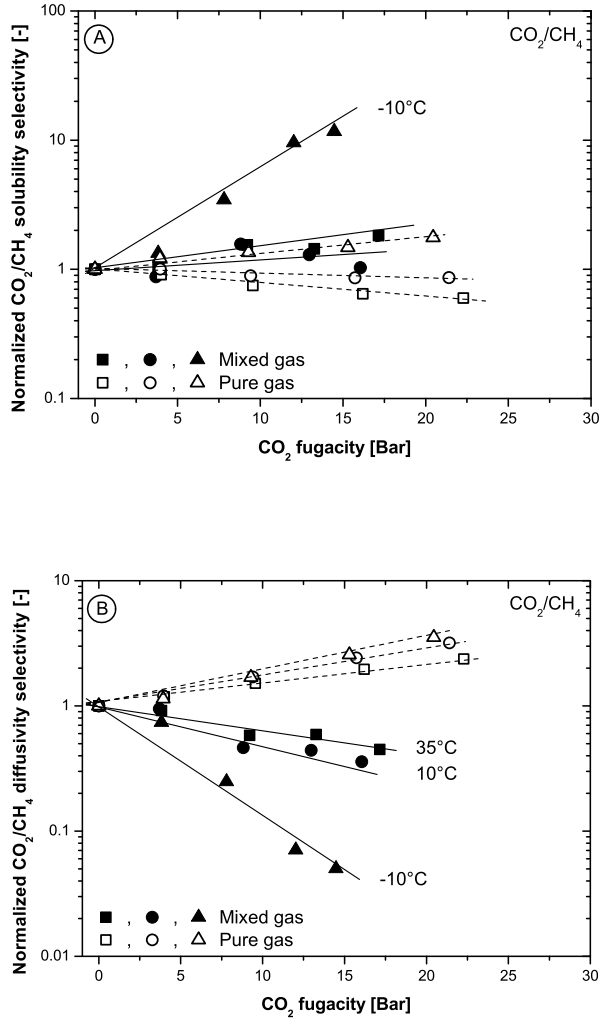 100
10
1
0.1
Normalized CO₂/CH₄ solubility selectivity [-]
A
CO₂/CH₄
-10°C
, , Mixed gas
, , Pure gas
0 5 10 15 20 25 30
CO₂ fugacity [Bar]
10
1
0.1
0.01
Normalized CO₂/CH₄ diffusivity selectivity [-]
B
CO₂/CH₄
35°C
10°C
-10°C
, , Mixed gas
, , Pure gas
0 5 10 15 20 25 30
CO₂ fugacity [Bar]